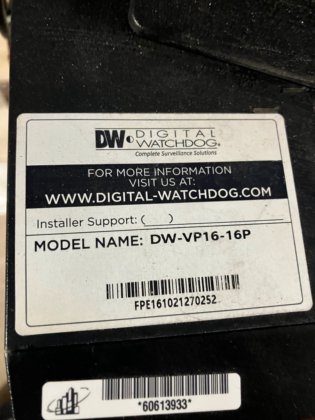 DW DIGITAL
WATCHDOG®
Complete Surveillance Solutions
FOR MORE INFORMATION
VISIT US AT:
WWW.DIGITAL-WATCHDOG.COM
Installer Support: ( )
MODEL NAME: DW-VP16-16P
FPE161021270252
*60613933*